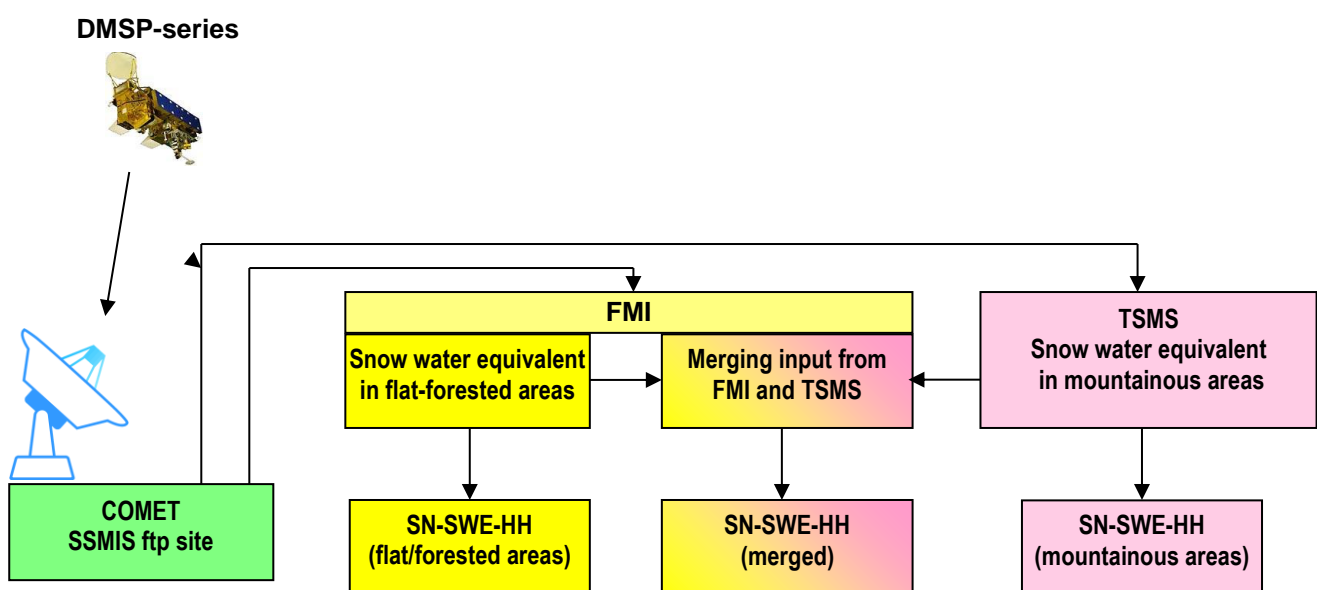 DMSP-series
FMI
TSMS
Snow water equivalent
in mountainous areas
Snow water equivalent
in flat-forested areas
Merging input from
FMI and TSMS
COMET
SSMIS ftp site
SN-SWE-HH
(flat/forested areas)
SN-SWE-HH
(merged)
SN-SWE-HH
(mountainous areas)